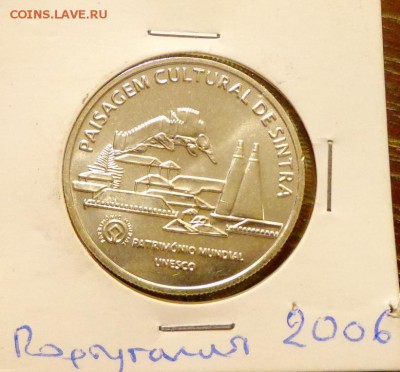 COINS.LAVE.RU
PAISAGEM CULTURAL DE SINTRA
PATRIMÓNIO MUNDIAL
UNESCO
Португалия 2006